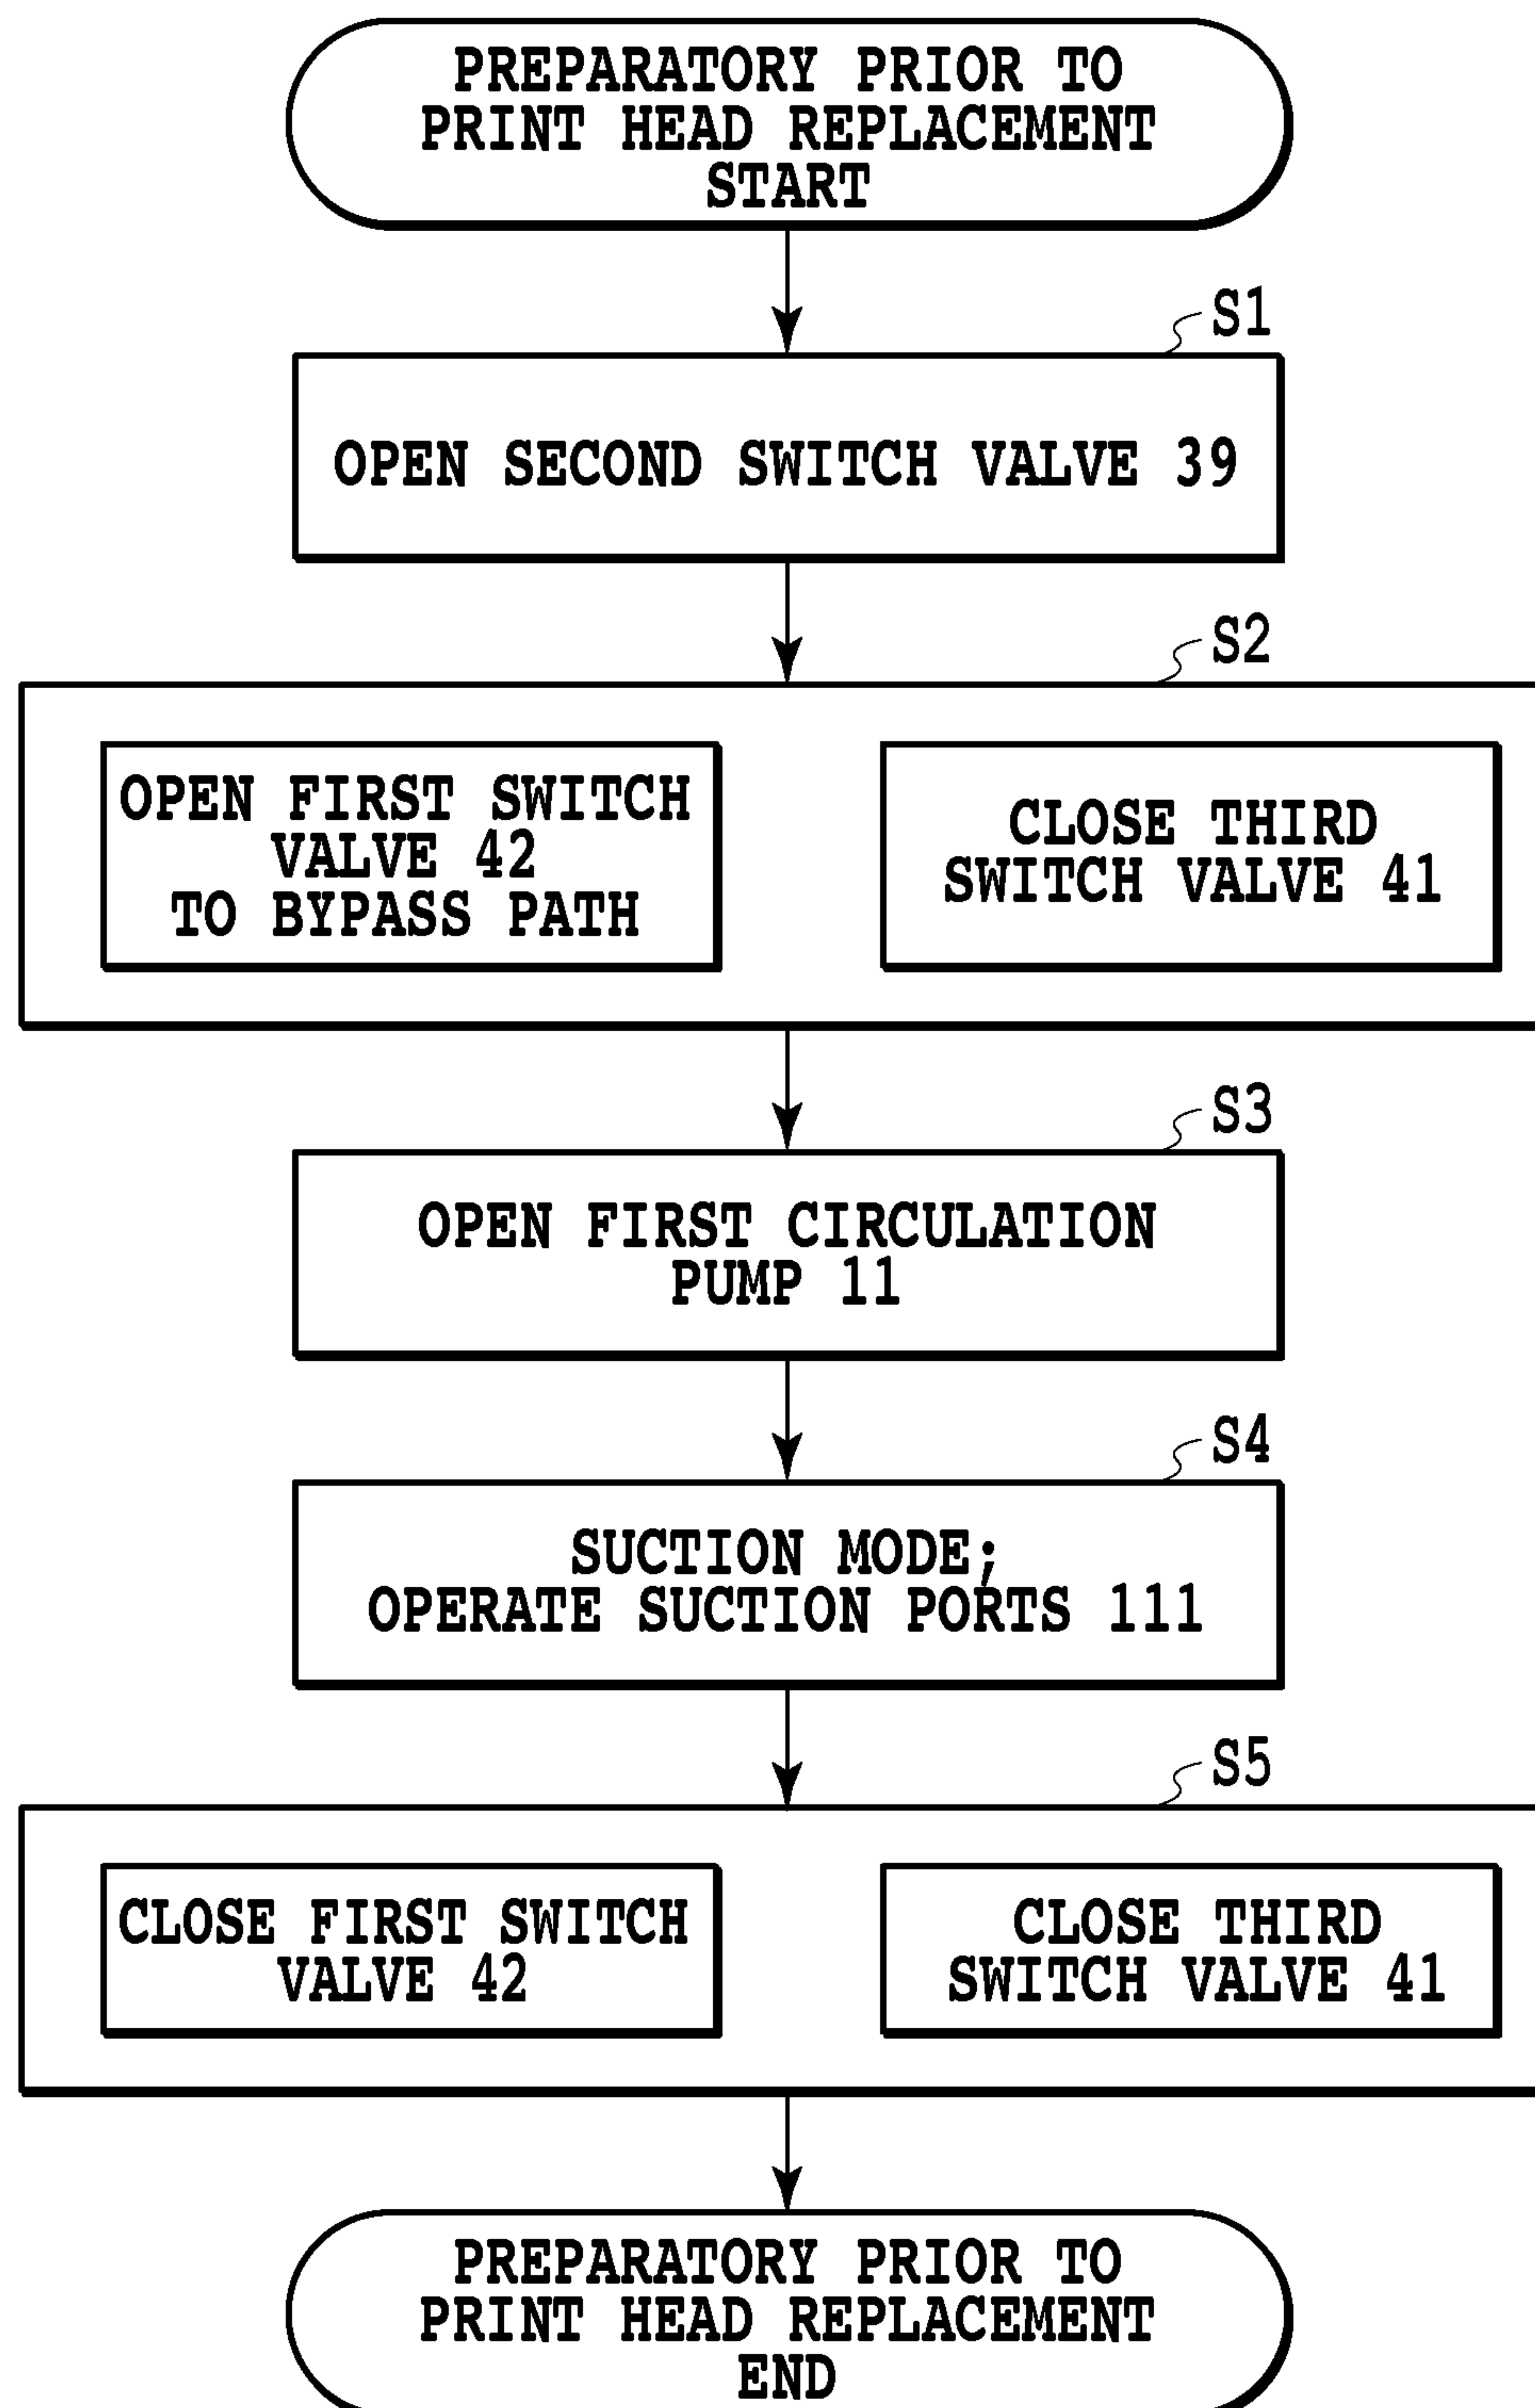 PREPARATORY PRIOR TO
PRINT HEAD REPLACEMENT
START
S1
OPEN SECOND SWITCH VALVE 39
S2
OPEN FIRST SWITCH
VALVE 42
TO BYPASS PATH
CLOSE THIRD
SWITCH VALVE 41
S3
OPEN FIRST CIRCULATION
PUMP 11
S4
SUCTION MODE;
OPERATE SUCTION PORTS 111
S5
CLOSE FIRST SWITCH
VALVE 42
CLOSE THIRD
SWITCH VALVE 41
PREPARATORY PRIOR TO
PRINT HEAD REPLACEMENT
END